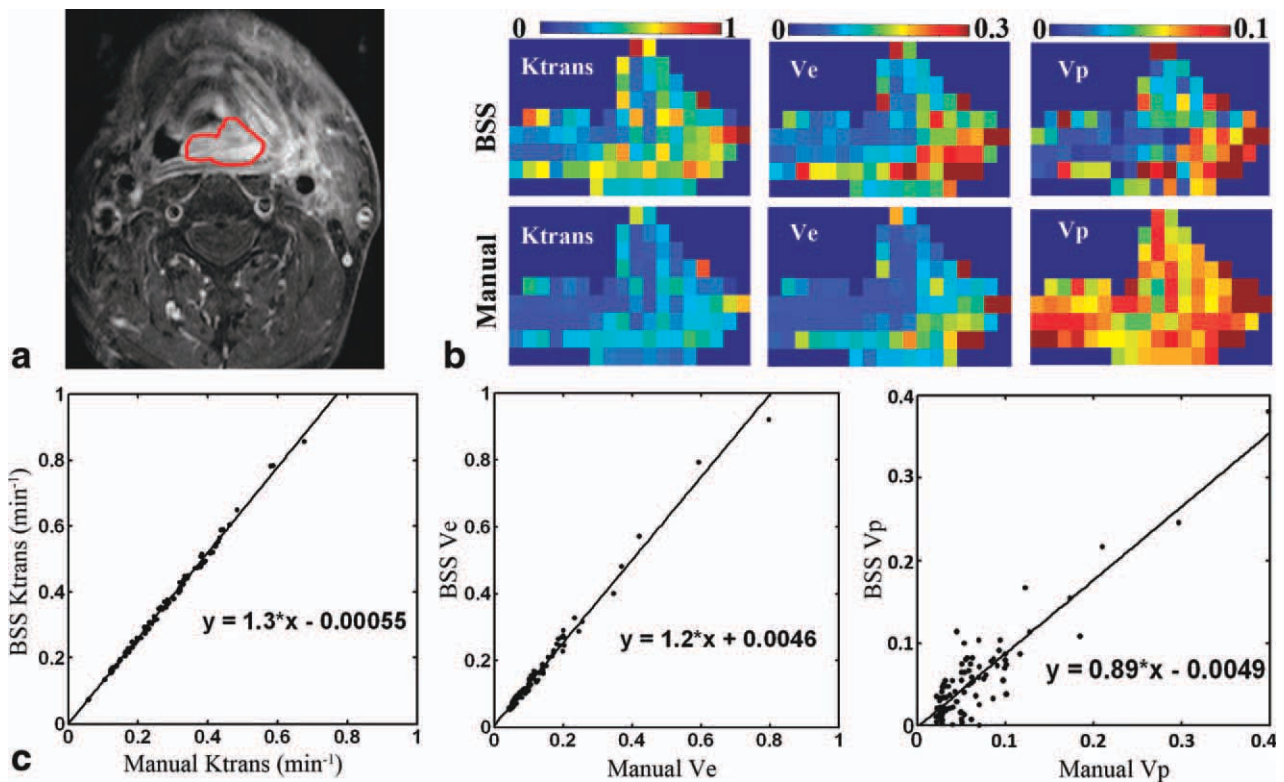 a
b
0 1
0 0.3
0 0.1
BSS
Ktrans
Ve
Vp
Manual
Ktrans
Ve
Vp
c
BSS Ktrans (min-1)
1
0.8
0.6
0.4
0.2
0
y = 1.3*x - 0.00055
0 0.2 0.4 0.6 0.8 1
Manual Ktrans (min-1)
BSS Ve
1
0.8
0.6
0.4
0.2
0
y = 1.2*x + 0.0046
0 0.2 0.4 0.6 0.8 1
Manual Ve
BSS Vp
0.4
0.3
0.2
0.1
0
y = 0.89*x - 0.0049
0 0.1 0.2 0.3 0.4
Manual Vp